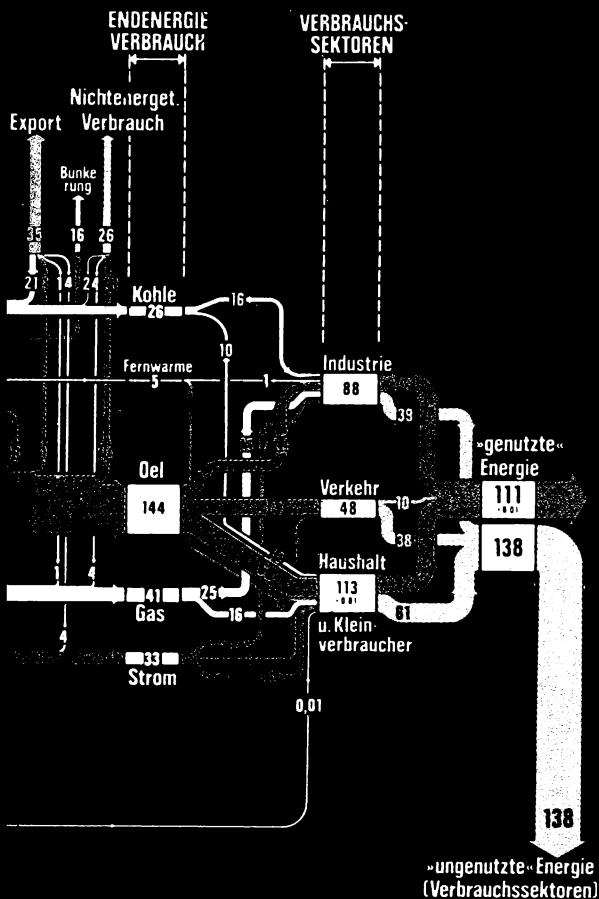 ENDENERGIE
VERBRAUCH
VERBRAUCHS-
SEKTOREN
Nichtenerget.
Export Verbrauch
Bunke
rung
35 16 26
21 14 24
Kohle
26
16
10
Fernwärme
5
1
Industrie
88
39
»genutzte«
Energie
111
Oel
144
Verkehr
48
10
38
138
Haushalt
113
u. Klein-
verbraucher
61
1 4
41
Gas
25
16
4
33
Strom
0,01
138
»ungenutzte« Energie
(Verbrauchssektoren)